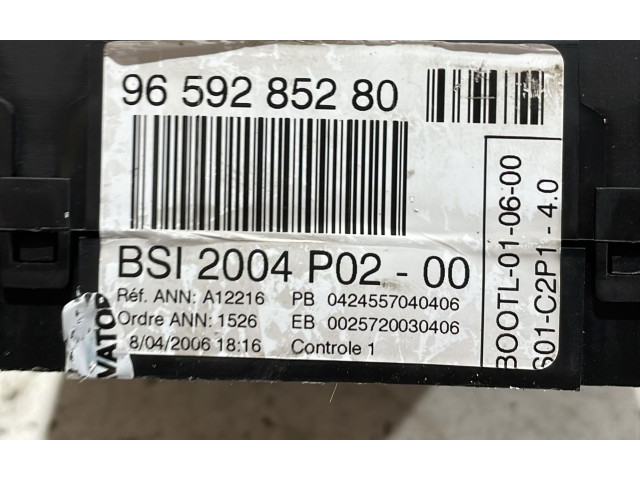 96 592 852 80
BSI 2004 P02 - 00
Réf. ANN: A12216 PB 0424557040406
Ordre ANN: 1526 EB 0025720030406
8/04/2006 18:16 Controle 1
BOOTL-01-06-00
601-C2P1 - 4.0